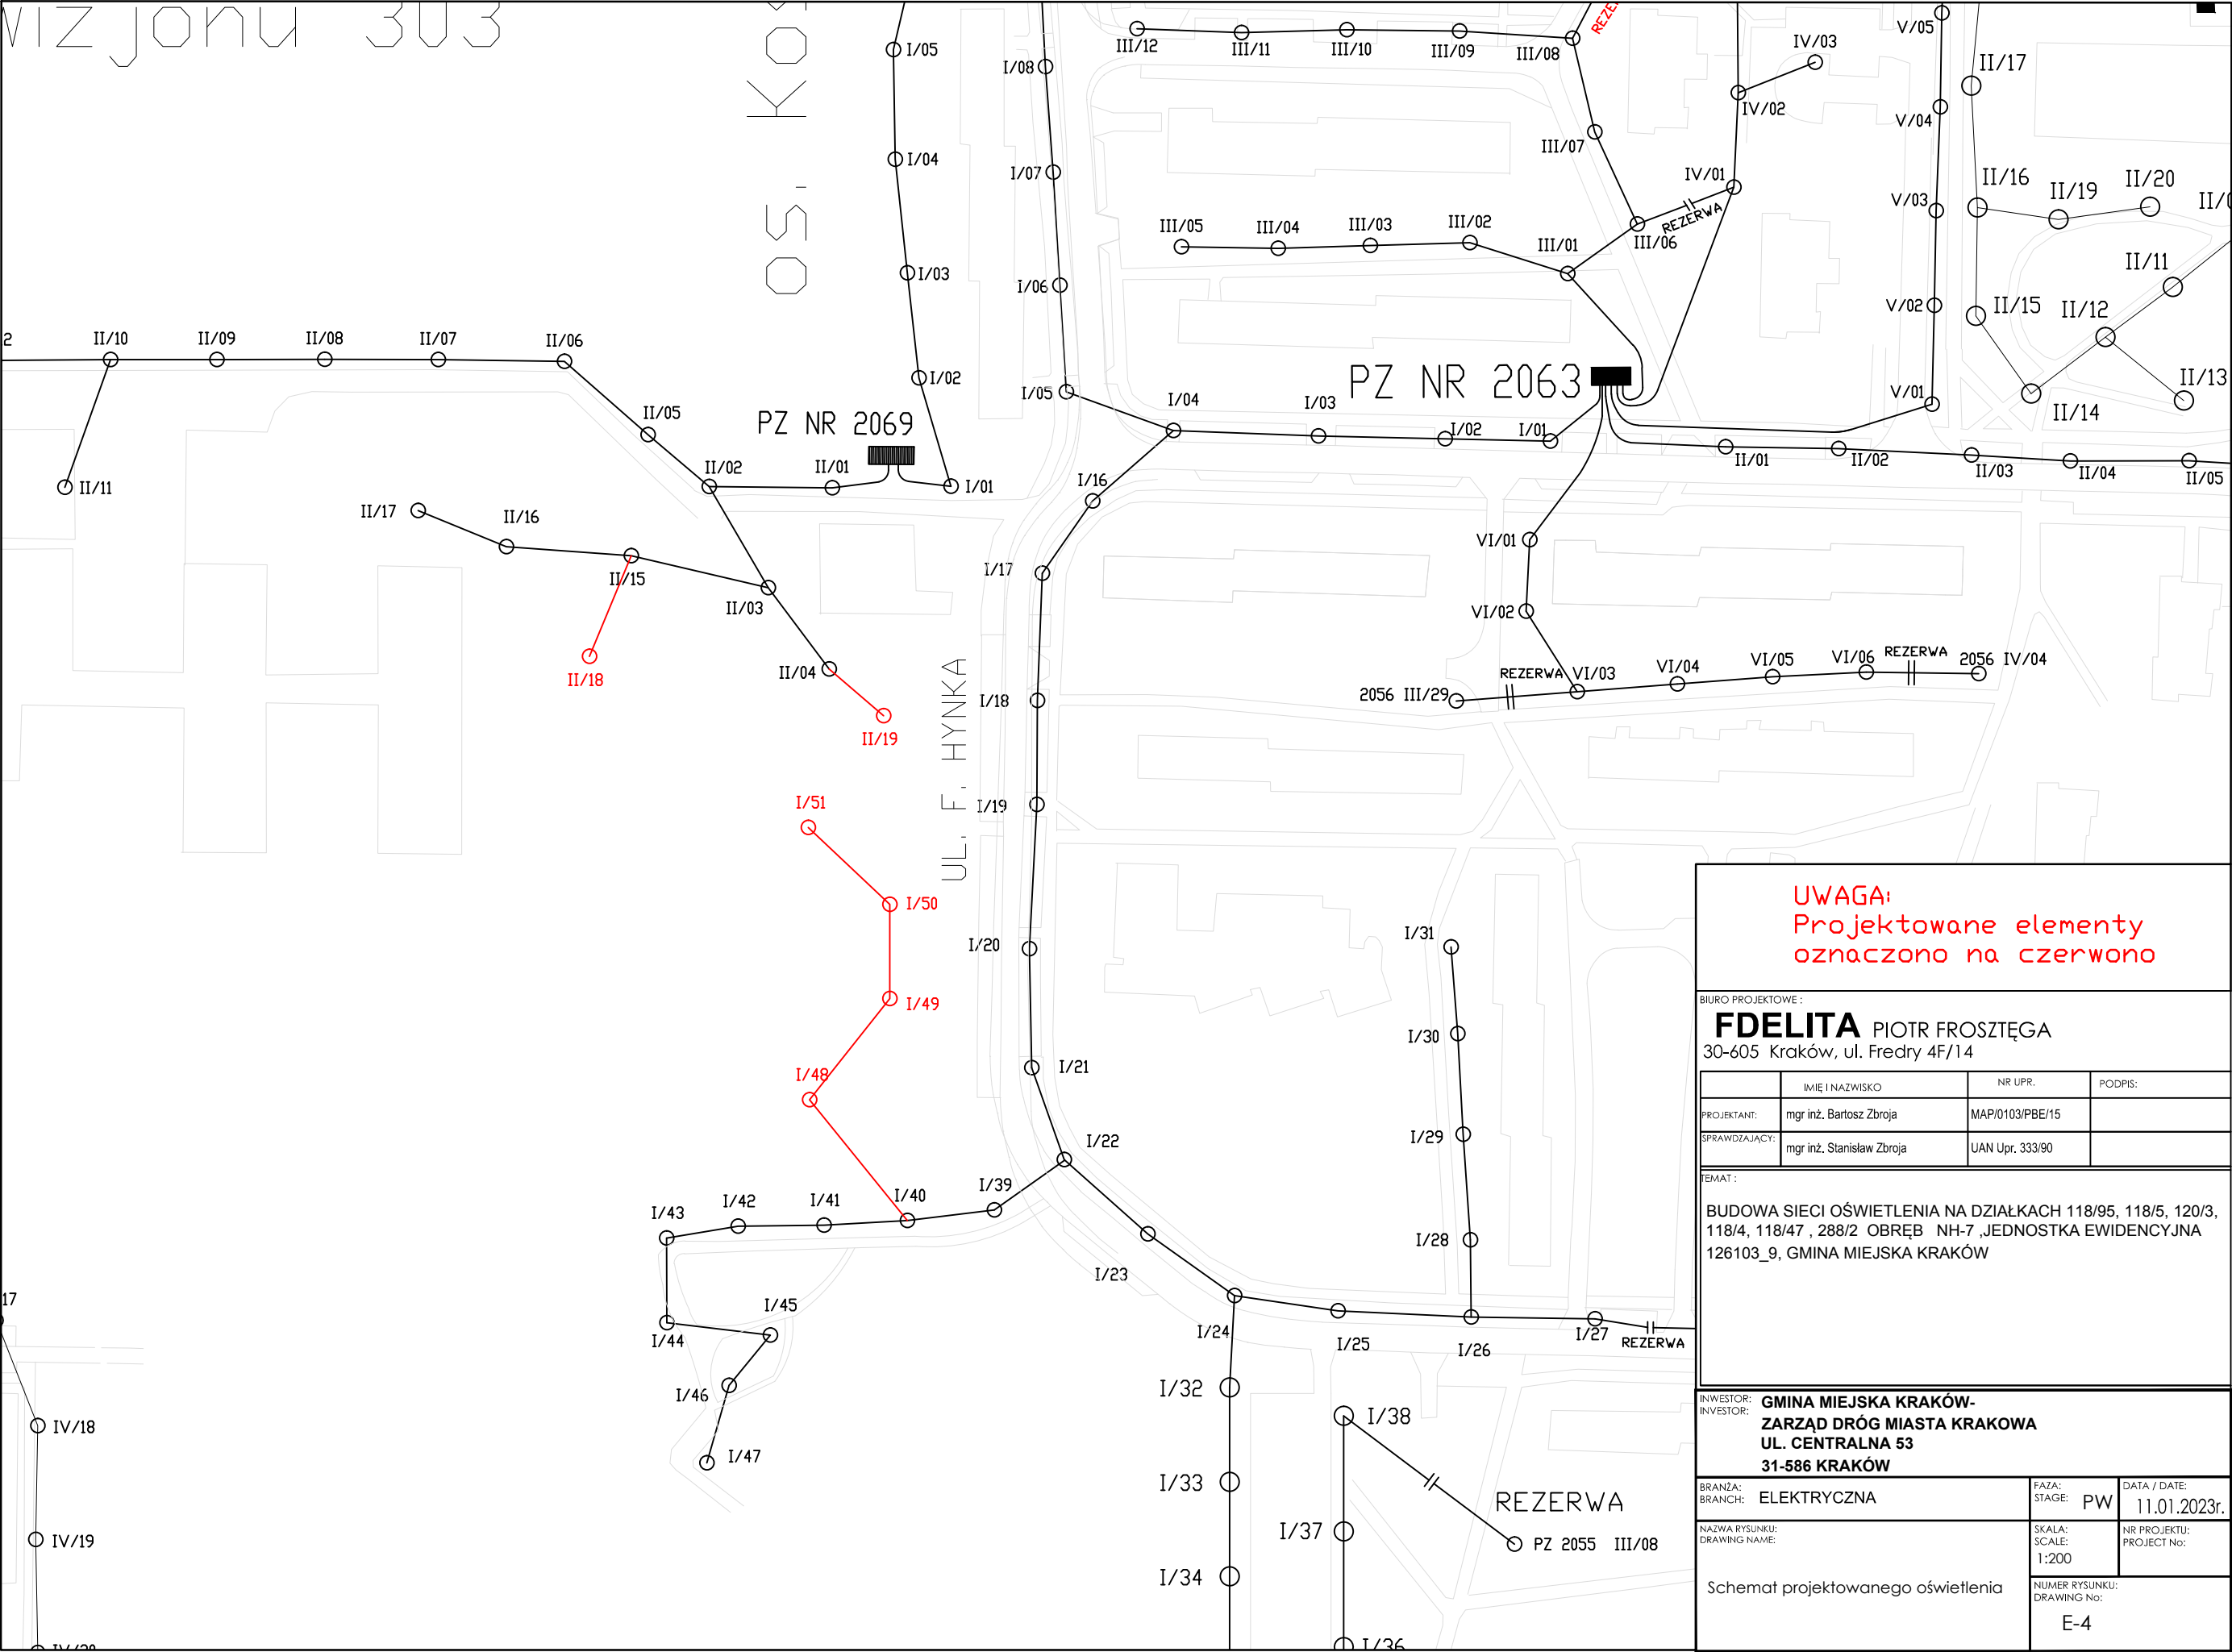 os. Ko
303
I/05
I/08
III/12
III/11
III/10
III/09
III/08
IV/03
V/05
II/17
IV/02
V/04
I/04
I/07
III/07
IV/01
II/16
II/19
II/20
V/03
REZERWA
III/05
III/04
III/03
III/02
III/01
III/06
I/03
I/06
II/11
V/02
II/15
II/12
II/10
II/09
II/08
II/07
II/06
I/02
I/05
PZ NR 2063
V/01
II/13
II/14
II/05
PZ NR 2069
I/04
I/03
I/02
I/01
II/01
II/02
II/03
II/04
II/05
II/11
II/02
II/01
I/01
I/16
II/17
II/16
II/15
II/03
I/17
VI/01
VI/02
II/18
II/04
II/19
UL. F. HYNKA
I/18
2056 III/29
REZERWA
VI/03
VI/04
VI/05
VI/06
REZERWA
2056 IV/04
I/51
I/19
I/50
I/20
I/31
I/49
I/30
I/48
I/21
I/29
I/22
I/43
I/42
I/41
I/40
I/39
I/28
I/23
17
I/45
I/44
I/24
I/25
I/26
I/27
REZERWA
I/46
I/32
I/38
IV/18
I/47
I/33
REZERWA
I/37
PZ 2055 III/08
IV/19
I/34
I/36
UWAGA:
Projektowane elementy
oznaczono na czerwono
BIURO PROJEKTOWE :
FDELITA PIOTR FROSZTĘGA
30-605 Kraków, ul. Fredry 4F/14
IMIĘ I NAZWISKO NR UPR. PODPIS:
PROJEKTANT: mgr inż. Bartosz Zbroja MAP/0103/PBE/15
SPRAWDZAJĄCY: mgr inż. Stanisław Zbroja UAN Upr. 333/90
TEMAT :
BUDOWA SIECI OŚWIETLENIA NA DZIAŁKACH 118/95, 118/5, 120/3,
118/4, 118/47 , 288/2 OBRĘB NH-7 ,JEDNOSTKA EWIDENCYJNA
126103_9, GMINA MIEJSKA KRAKÓW
INWESTOR: GMINA MIEJSKA KRAKÓW-
INVESTOR:
ZARZĄD DRÓG MIASTA KRAKOWA
UL. CENTRALNA 53
31-586 KRAKÓW
BRANŻA:
BRANCH: ELEKTRYCZNA
FAZA:
STAGE: PW
DATA / DATE:
11.01.2023r.
NAZWA RYSUNKU:
DRAWING NAME:
Schemat projektowanego oświetlenia
SKALA:
SCALE:
1:200
NR PROJEKTU:
PROJECT No:
NUMER RYSUNKU:
DRAWING No:
E-4